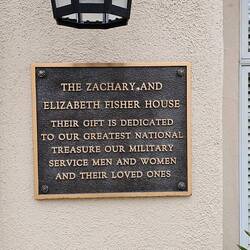 THE ZACHARY AND
ELIZABETH FISHER HOUSE
THEIR GIFT IS DEDICATED
TO OUR GREATEST NATIONAL
TREASURE OUR MILITARY
SERVICE MEN AND WOMEN
AND THEIR LOVED ONES